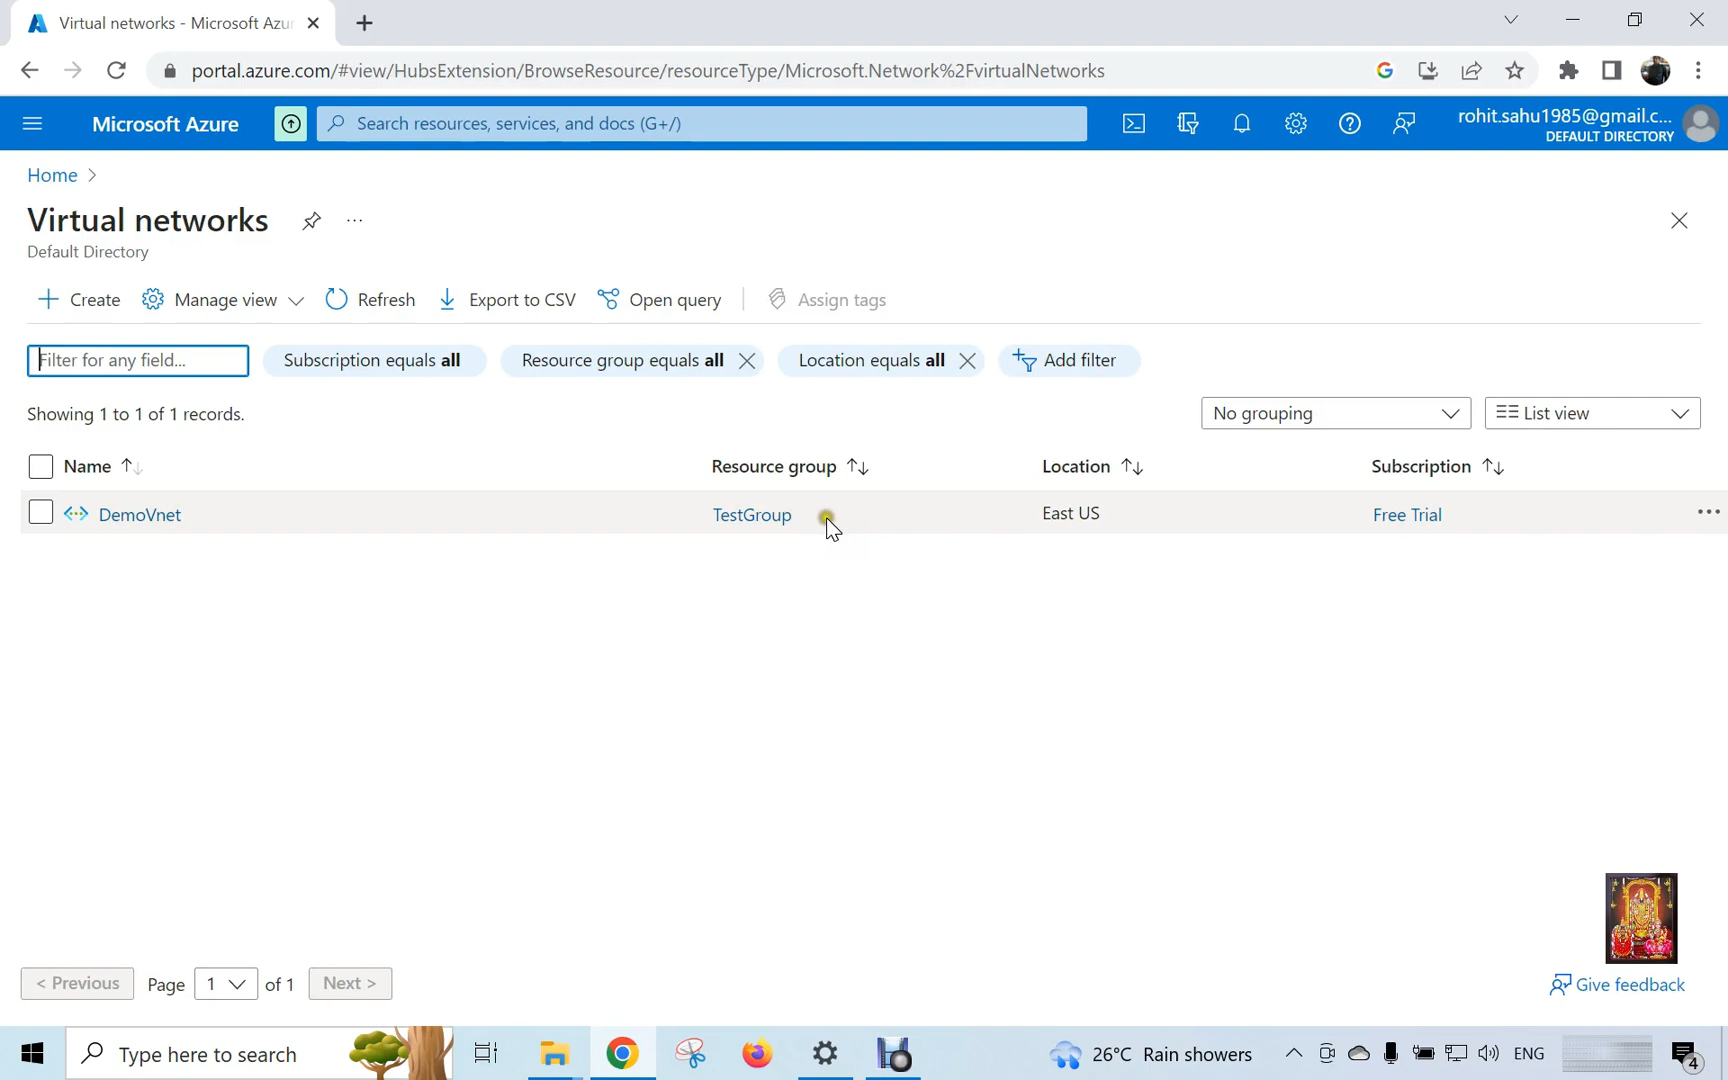 Virtual networks - Microsoft Azu
portal.azure.com/#view/HubsExtension/BrowseResource/resourceType/Microsoft.Network%2FvirtualNetworks
Microsoft Azure
Search resources, services, and docs (G+/)
rohit.sahu1985@gmail.c...
DEFAULT DIRECTORY
Home
Virtual networks
Default Directory
Create
Manage view
Refresh
Export to CSV
Open query
Assign tags
Filter for any field...
Subscription equals all
Resource group equals all
Location equals all
Add filter
Showing 1 to 1 of 1 records.
No grouping
List view
Name
Resource group
Location
Subscription
DemoVnet
TestGroup
East US
Free Trial
< Previous
Page
1
of 1
Next >
Give feedback
Type here to search
26°C Rain showers
ENG
4